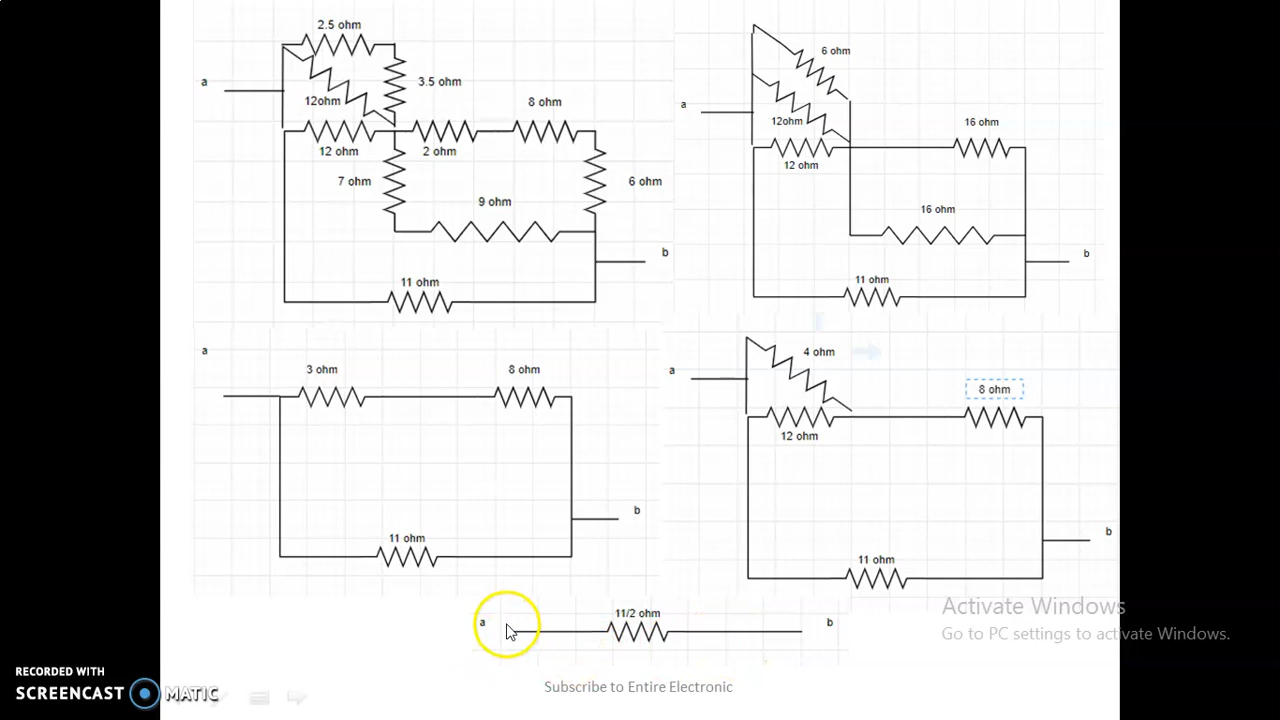 2.5 ohm
a
3.5 ohm
12ohm
8 ohm
12 ohm
2 ohm
7 ohm
6 ohm
9 ohm
b
11 ohm
6 ohm
a
12ohm
16 ohm
12 ohm
16 ohm
b
11 ohm
a
3 ohm
8 ohm
b
11 ohm
4 ohm
a
8 ohm
12 ohm
b
11 ohm
a
11/2 ohm
b
Activate Windows
Go to PC settings to activate Windows.
RECORDED WITH
SCREENCAST MATIC
Subscribe to Entire Electronic